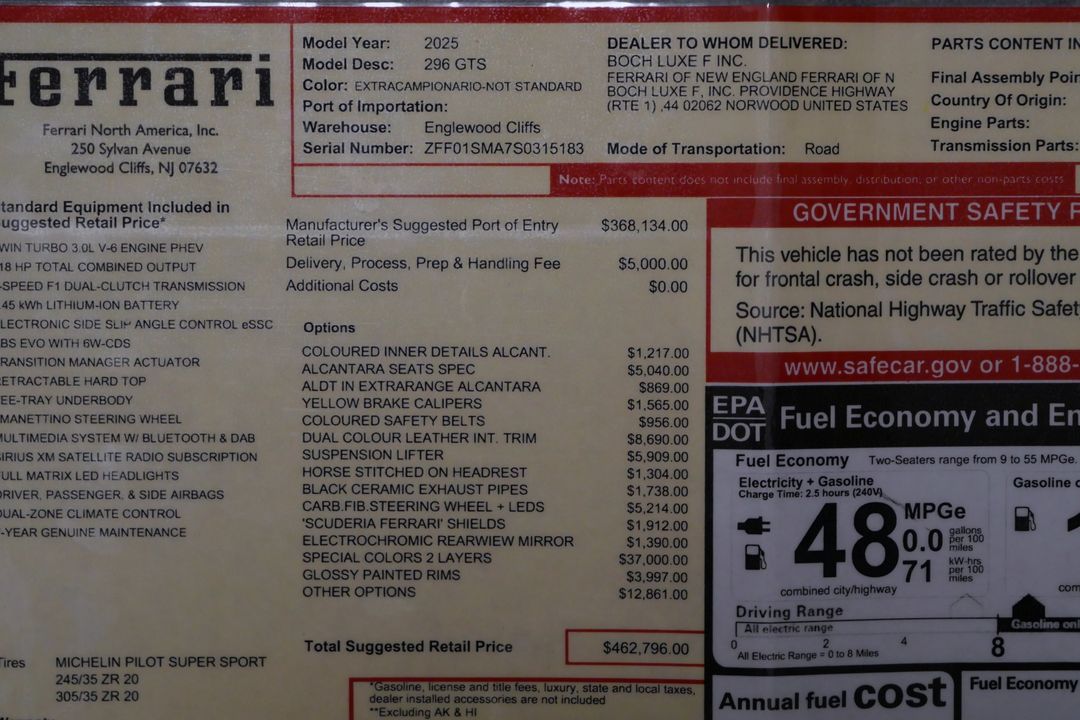 Ferrari
Ferrari North America, Inc.
250 Sylvan Avenue
Englewood Cliffs, NJ 07632
Model Year: 2025
Model Desc: 296 GTS
Color: EXTRACAMPIONARIO-NOT STANDARD
Port of Importation:
Warehouse: Englewood Cliffs
Serial Number: ZFF01SMA7S0315183
DEALER TO WHOM DELIVERED:
BOCH LUXE F INC.
FERRARI OF NEW ENGLAND FERRARI OF N
BOCH LUXE F, INC. PROVIDENCE HIGHWAY
(RTE 1) ,44 02062 NORWOOD UNITED STATES
Mode of Transportation: Road
PARTS CONTENT IN
Final Assembly Poin
Country Of Origin:
Engine Parts:
Transmission Parts:
Note: Parts content does not include final assembly, distribution, or other non-parts costs
tandard Equipment Included in
uggested Retail Price*
WIN TURBO 3.0L V-6 ENGINE PHEV
18 HP TOTAL COMBINED OUTPUT
-SPEED F1 DUAL-CLUTCH TRANSMISSION
.45 kWh LITHIUM-ION BATTERY
LECTRONIC SIDE SLIP ANGLE CONTROL eSSC
BS EVO WITH 6W-CDS
RANSITION MANAGER ACTUATOR
RETRACTABLE HARD TOP
EE-TRAY UNDERBODY
MANETTINO STEERING WHEEL
MULTIMEDIA SYSTEM W/ BLUETOOTH & DAB
SIRIUS XM SATELLITE RADIO SUBSCRIPTION
FULL MATRIX LED HEADLIGHTS
DRIVER, PASSENGER, & SIDE AIRBAGS
DUAL-ZONE CLIMATE CONTROL
-YEAR GENUINE MAINTENANCE
Tires MICHELIN PILOT SUPER SPORT
245/35 ZR 20
305/35 ZR 20
Warranty
Manufacturer's Suggested Port of Entry $368,134.00
Retail Price
Delivery, Process, Prep & Handling Fee $5,000.00
Additional Costs $0.00
Options
COLOURED INNER DETAILS ALCANT. $1,217.00
ALCANTARA SEATS SPEC $5,040.00
ALDT IN EXTRARANGE ALCANTARA $869.00
YELLOW BRAKE CALIPERS $1,565.00
COLOURED SAFETY BELTS $956.00
DUAL COLOUR LEATHER INT. TRIM $8,690.00
SUSPENSION LIFTER $5,909.00
HORSE STITCHED ON HEADREST $1,304.00
BLACK CERAMIC EXHAUST PIPES $1,738.00
CARB.FIB.STEERING WHEEL + LEDS $5,214.00
'SCUDERIA FERRARI' SHIELDS $1,912.00
ELECTROCHROMIC REARWIEW MIRROR $1,390.00
SPECIAL COLORS 2 LAYERS $37,000.00
GLOSSY PAINTED RIMS $3,997.00
OTHER OPTIONS $12,861.00
Total Suggested Retail Price $462,796.00
*Gasoline, license and title fees, luxury, state and local taxes,
dealer installed accessories are not included
**Excluding AK & HI
GOVERNMENT SAFETY R
This vehicle has not been rated by the
for frontal crash, side crash or rollover
Source: National Highway Traffic Safet
(NHTSA).
www.safecar.gov or 1-888-
EPA
DOT
Fuel Economy and En
Fuel Economy Two-Seaters range from 9 to 55 MPGe.
Electricity + Gasoline
Charge Time: 2.5 hours (240V)
48 MPGe
0.0 gallons per 100 miles
71 kW-hrs per 100 miles
combined city/highway
Gasoline o
com
Driving Range
All electric range
Gasoline onl
0 2 4 8
All Electric Range = 0 to 8 Miles
Annual fuel cost
Fuel Economy